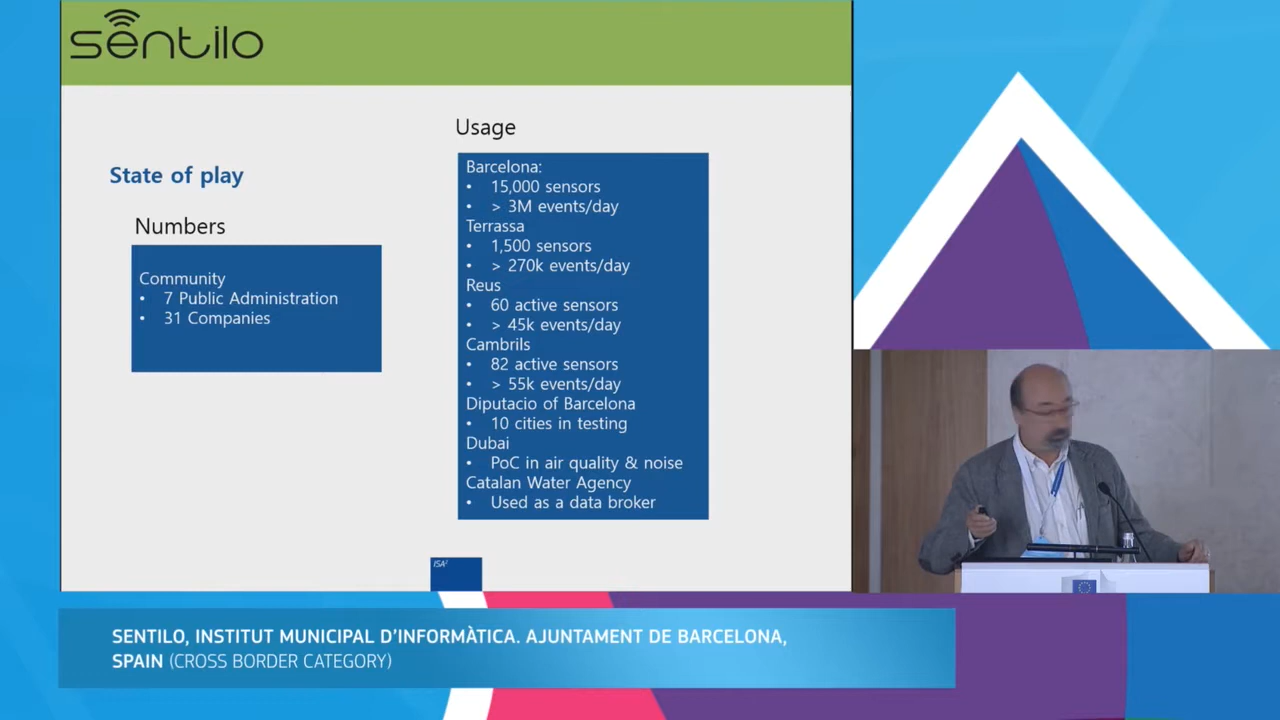 sentilo
State of play
Numbers
Community
• 7 Public Administration
• 31 Companies
Usage
Barcelona:
• 15,000 sensors
• > 3M events/day
Terrassa
• 1,500 sensors
• > 270k events/day
Reus
• 60 active sensors
• > 45k events/day
Cambrils
• 82 active sensors
• > 55k events/day
Diputacio of Barcelona
• 10 cities in testing
Dubai
• PoC in air quality & noise
Catalan Water Agency
• Used as a data broker
ISA²
SENTILO, INSTITUT MUNICIPAL D'INFORMÀTICA. AJUNTAMENT DE BARCELONA,
SPAIN (CROSS BORDER CATEGORY)